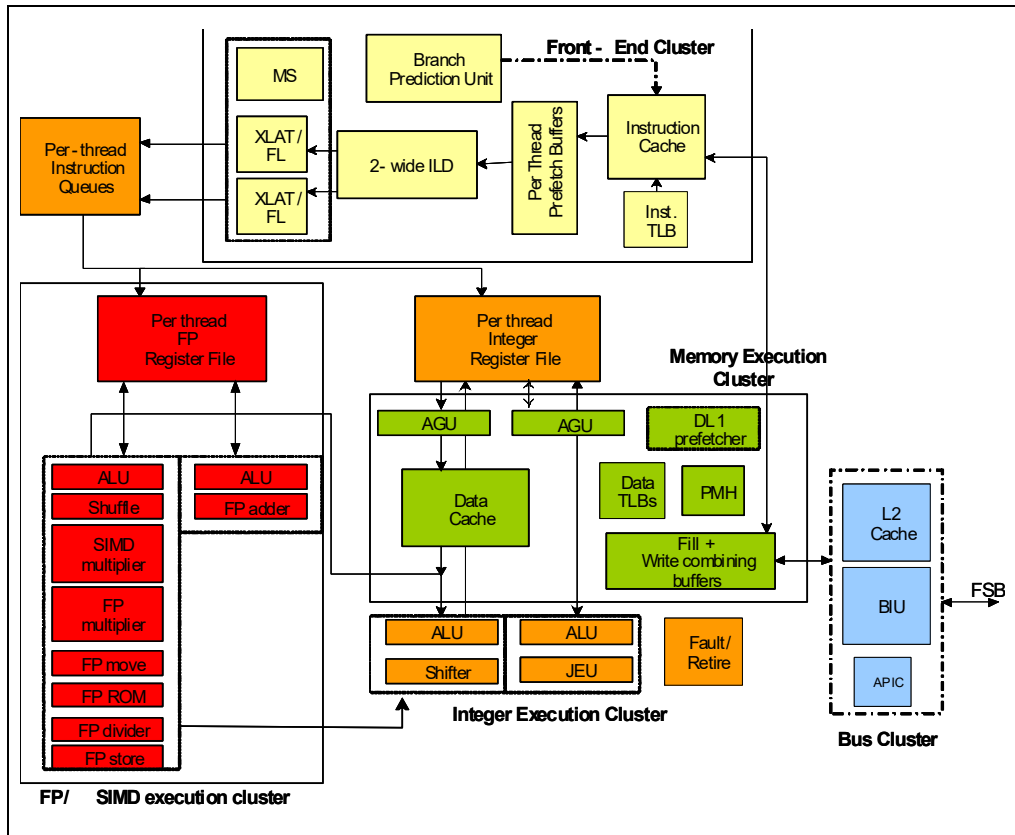 Front - End Cluster
MS
Branch
Prediction Unit
XLAT /
FL
XLAT /
FL
2- wide ILD
Per Thread
Prefetch Buffers
Instruction
Cache
Inst.
TLB
Per - thread
Instruction
Queues
Per thread
FP
Register File
Per thread
Integer
Register File
Memory Execution
Cluster
AGU
AGU
DL1
prefetcher
Data
Cache
Data
TLBs
PMH
Fill +
Write combining
buffers
L2
Cache
BIU
APIC
FSB
Bus Cluster
ALU
Shuffle
SIMD
multiplier
FP
multiplier
FP move
FP ROM
FP divider
FP store
ALU
FP adder
ALU
Shifter
ALU
JEU
Fault/
Retire
Integer Execution Cluster
FP/ SIMD execution cluster